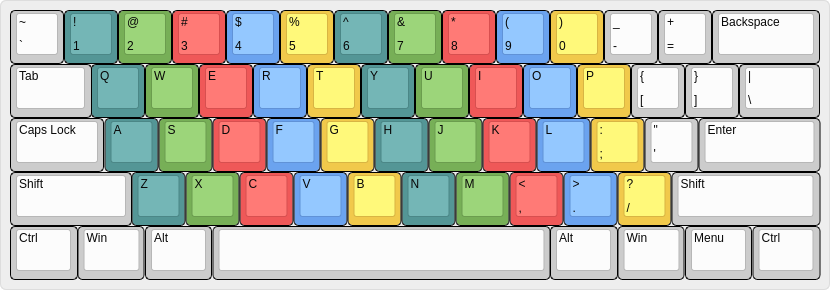 ~ ! @ # $ % ^ & * ( ) _ + Backspace
` 1 2 3 4 5 6 7 8 9 0 - =
Tab Q W E R T Y U I O P { } |
[ ] \
Caps Lock A S D F G H J K L : " Enter
; '
Shift Z X C V B N M < > ? Shift
, . /
Ctrl Win Alt Alt Win Menu Ctrl